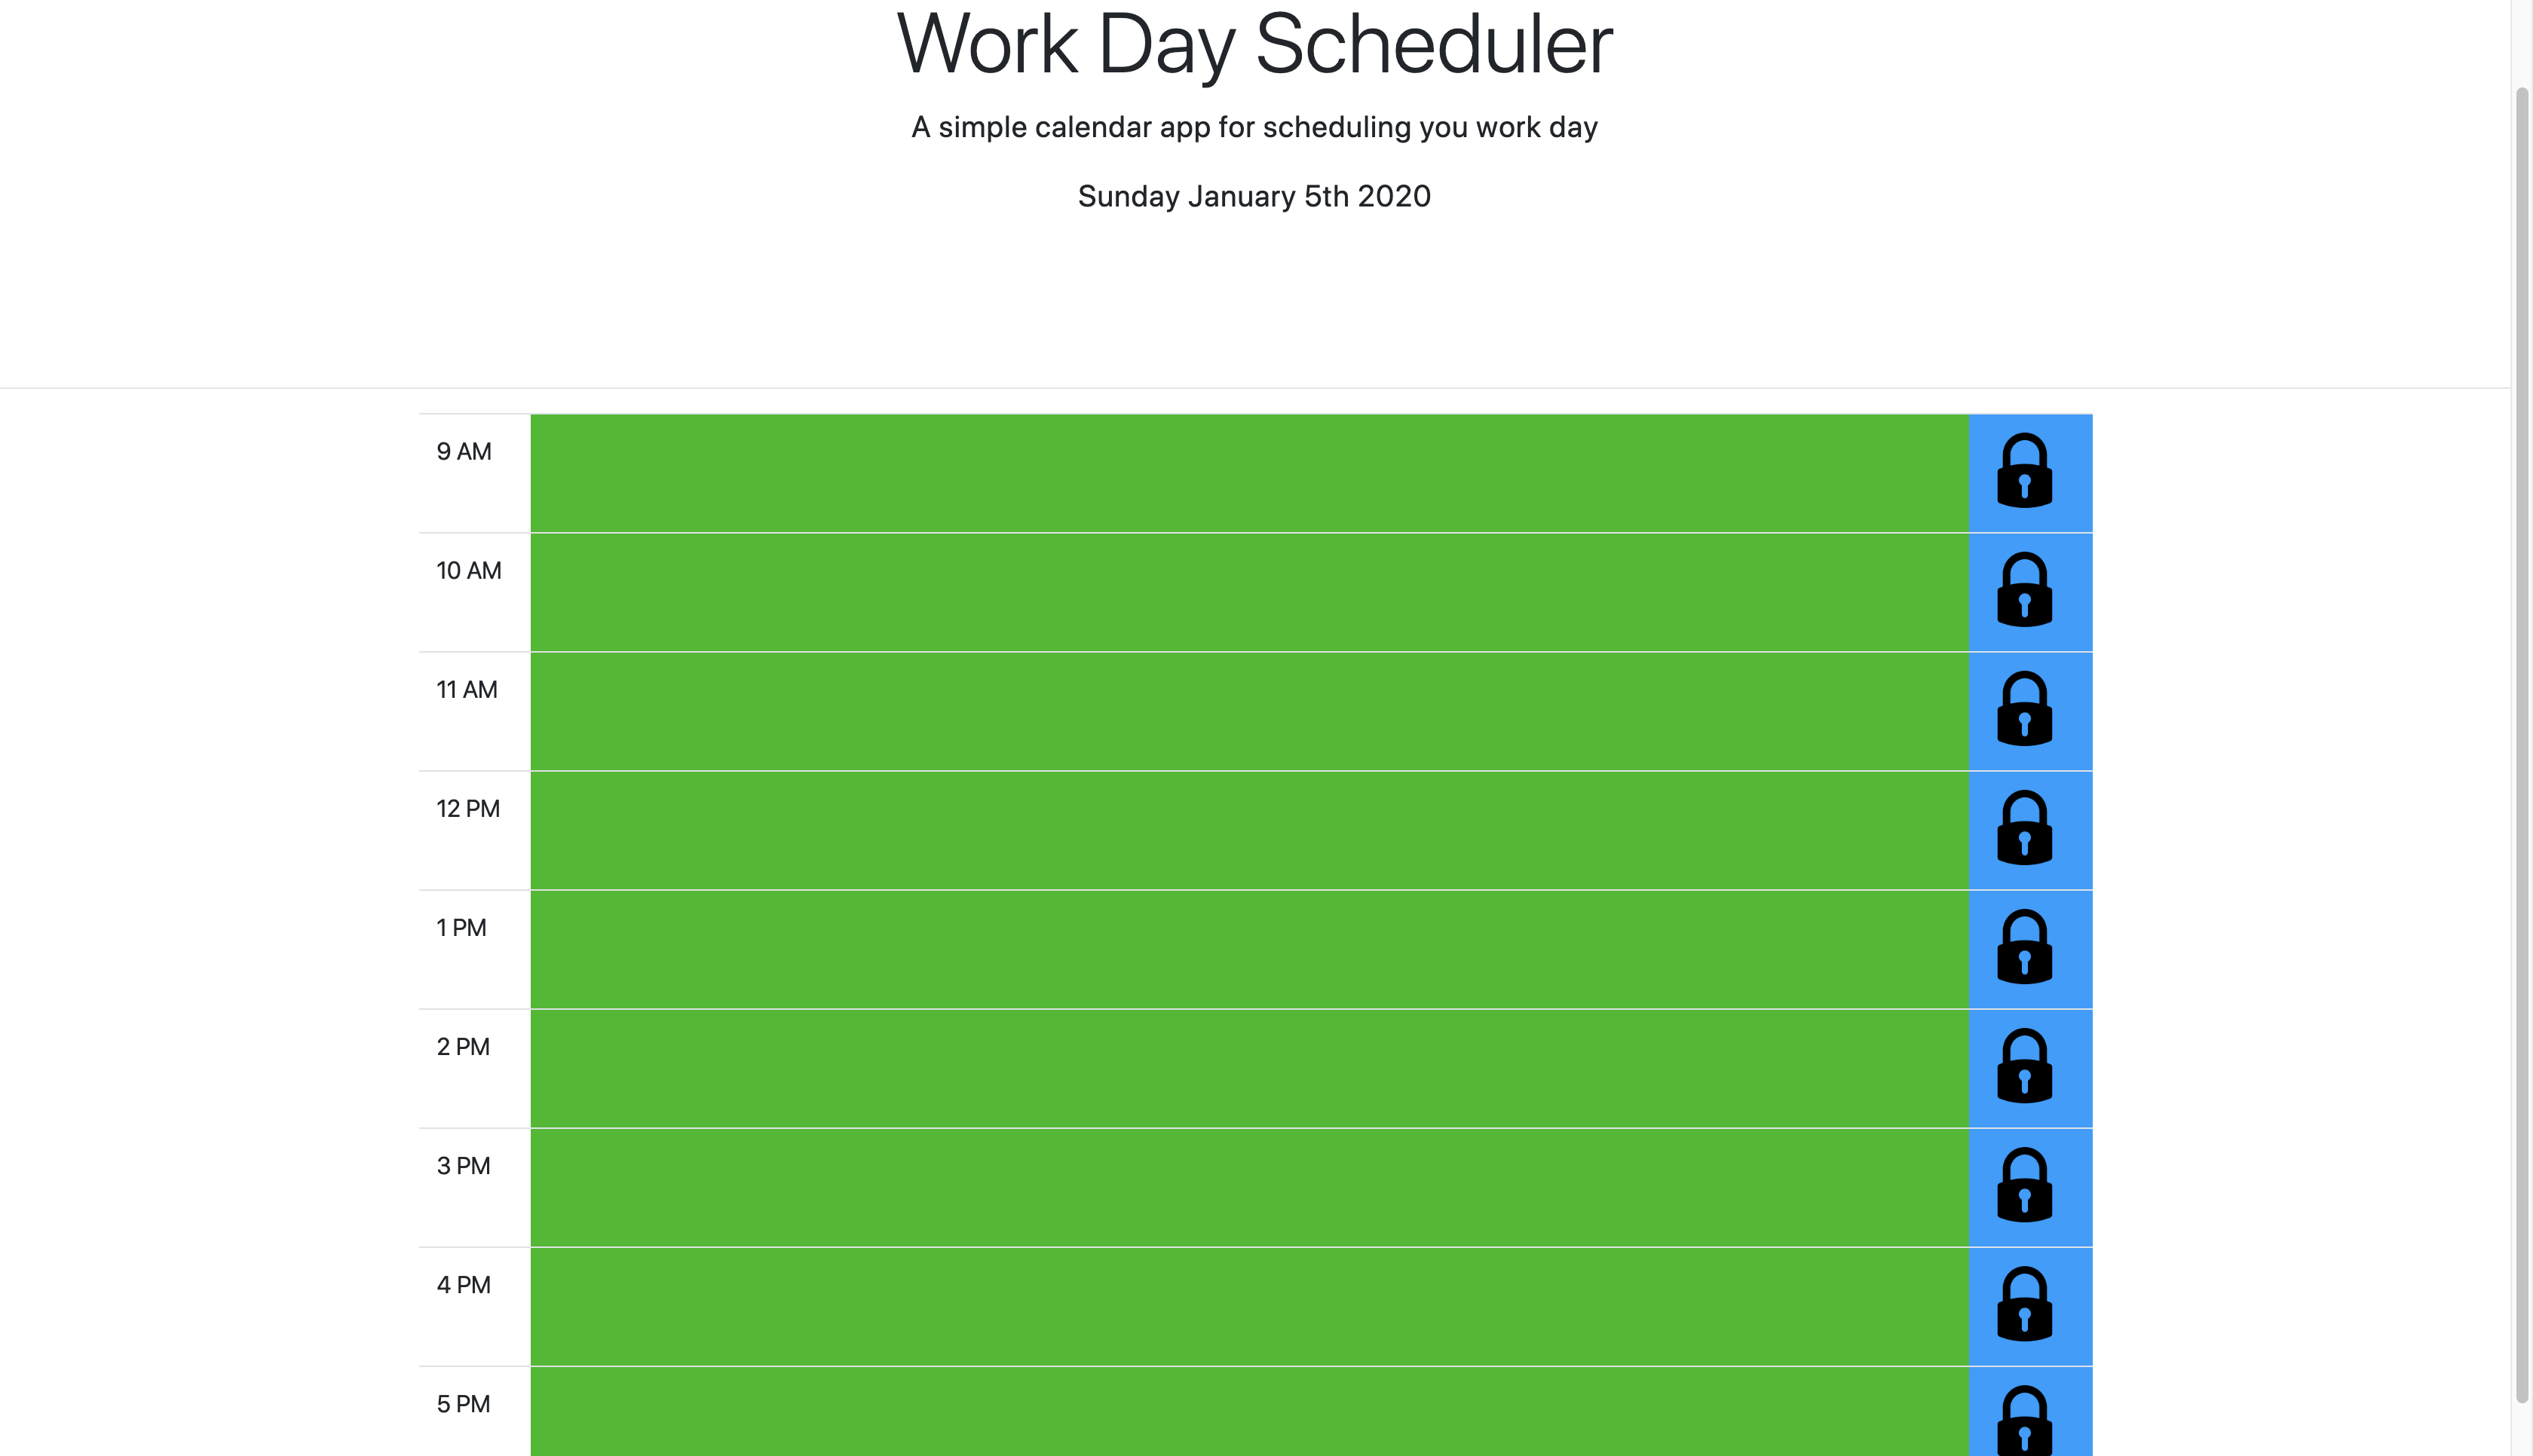 Work Day Scheduler
A simple calendar app for scheduling you work day
Sunday January 5th 2020
9 AM
10 AM
11 AM
12 PM
1 PM
2 PM
3 PM
4 PM
5 PM